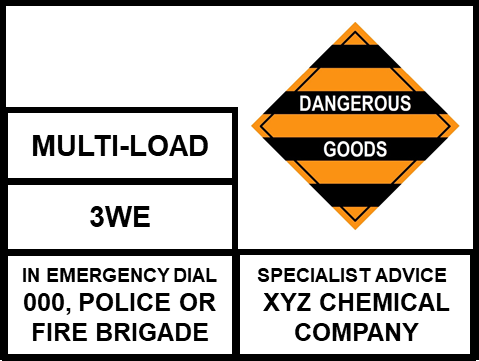 DANGEROUS
GOODS
MULTI-LOAD
3WE
IN EMERGENCY DIAL
000, POLICE OR
FIRE BRIGADE
SPECIALIST ADVICE
XYZ CHEMICAL
COMPANY